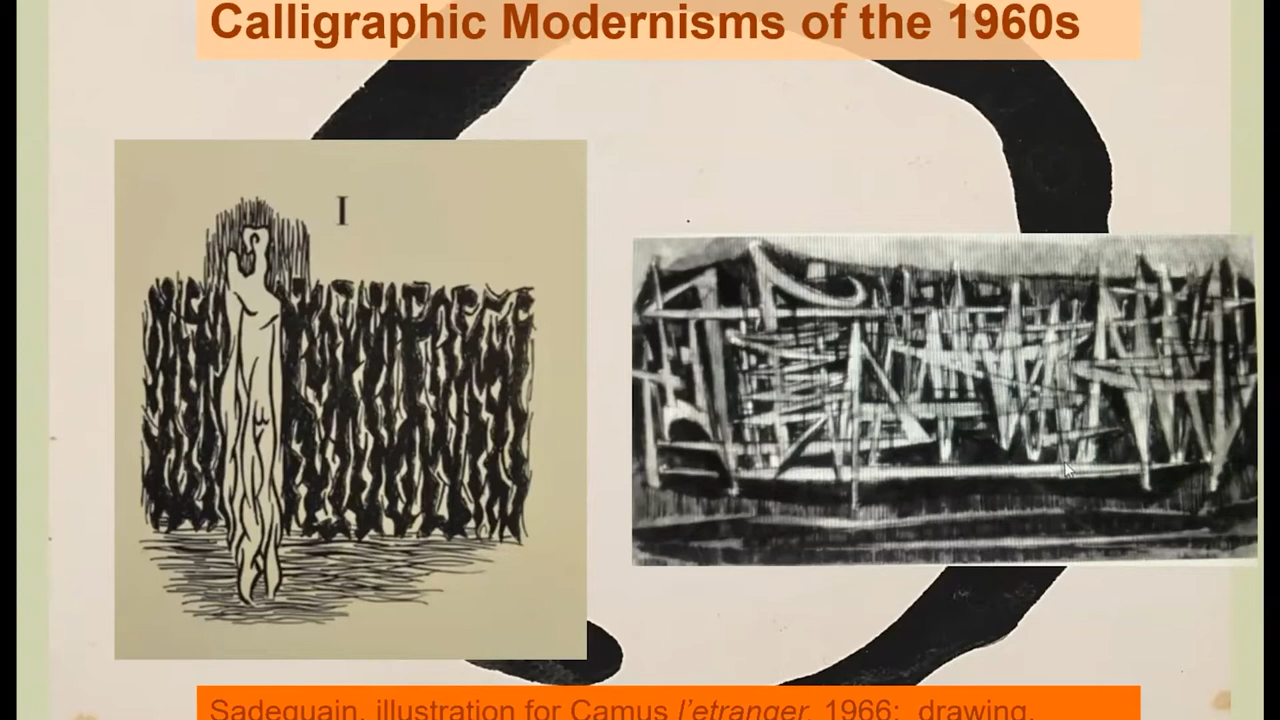 Calligraphic Modernisms of the 1960s
I
Sadequain, illustration for Camus l'etranger, 1966; drawing,